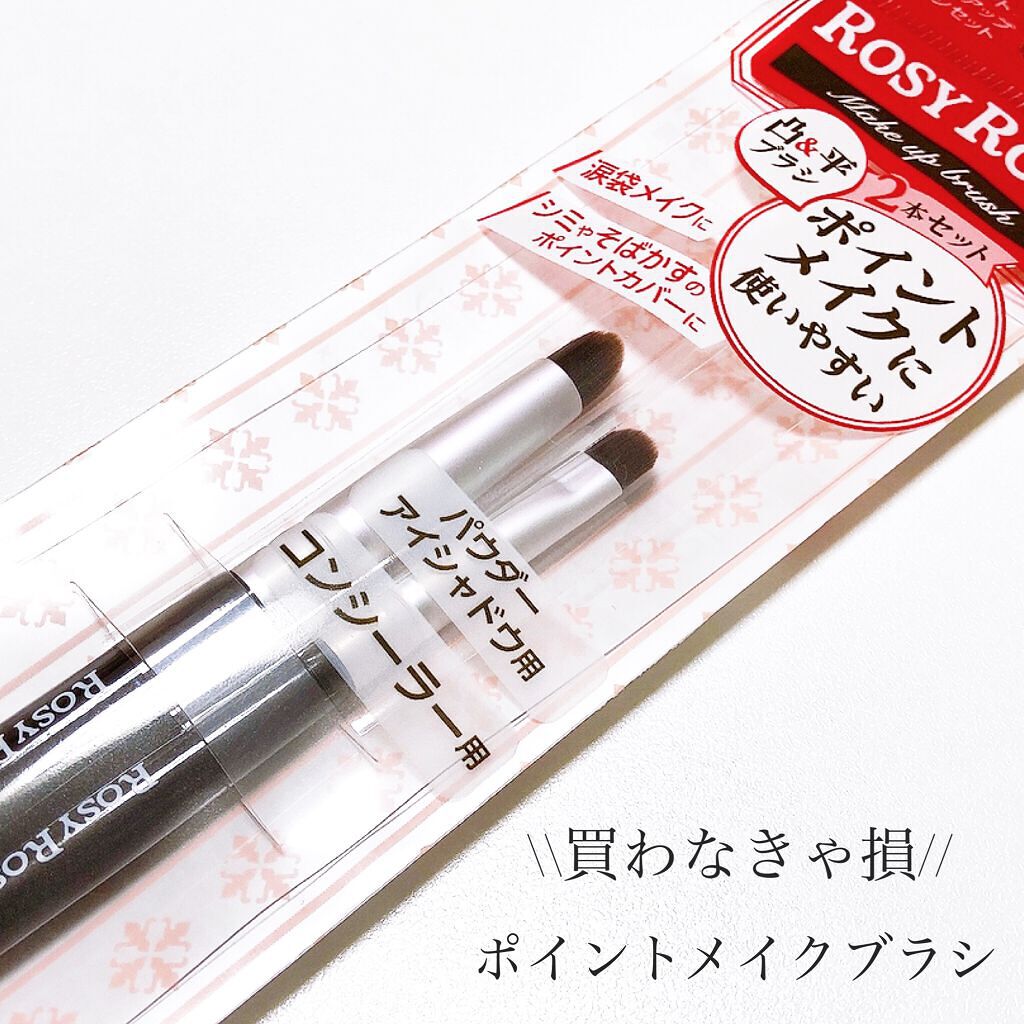 アップ
ROSY
Make up brush
凸&平
ブラシ
2本セット
ポイント
メイクに
使いやすい
涙袋メイクに
シミやそばかすの
ポイントカバーに
パウダー
アイシャドウ用
コンシーラー用
ROSY
ROSY
\\買わなきゃ損//
ポイントメイクブラシ